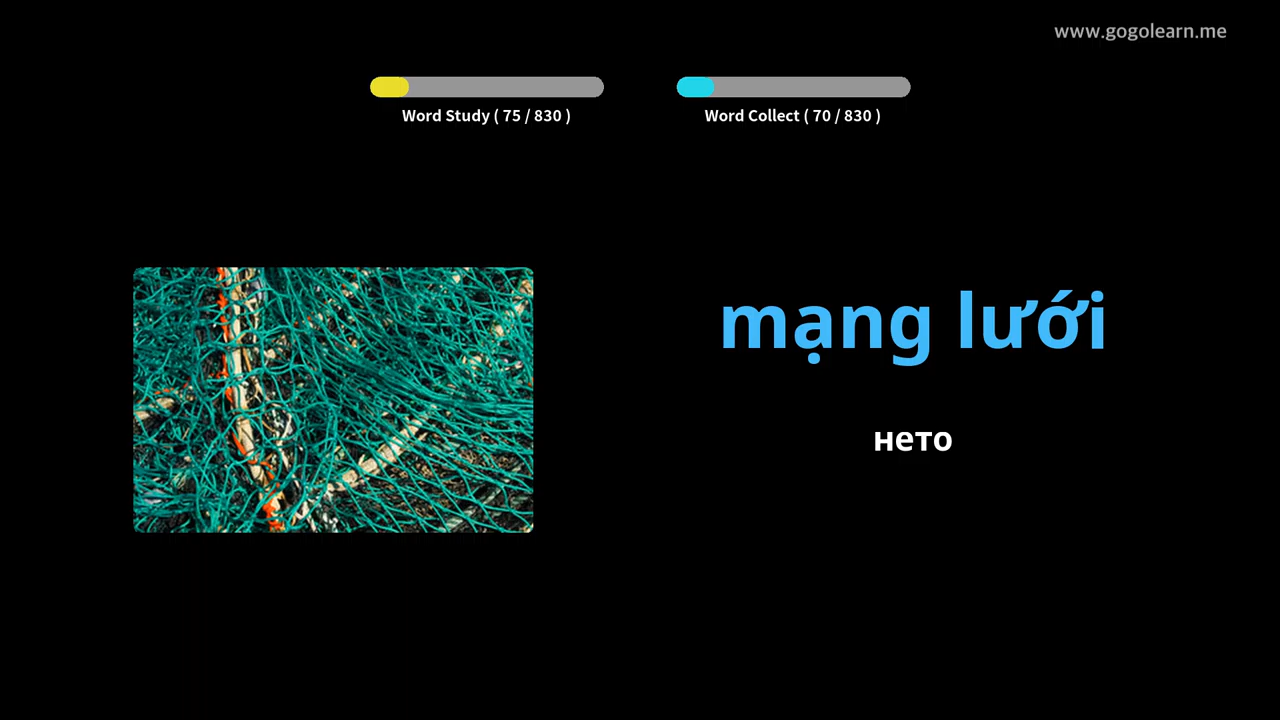 www.gogolearn.me
Word Study ( 75 / 830 )
Word Collect ( 70 / 830 )
mạng lưới
нето